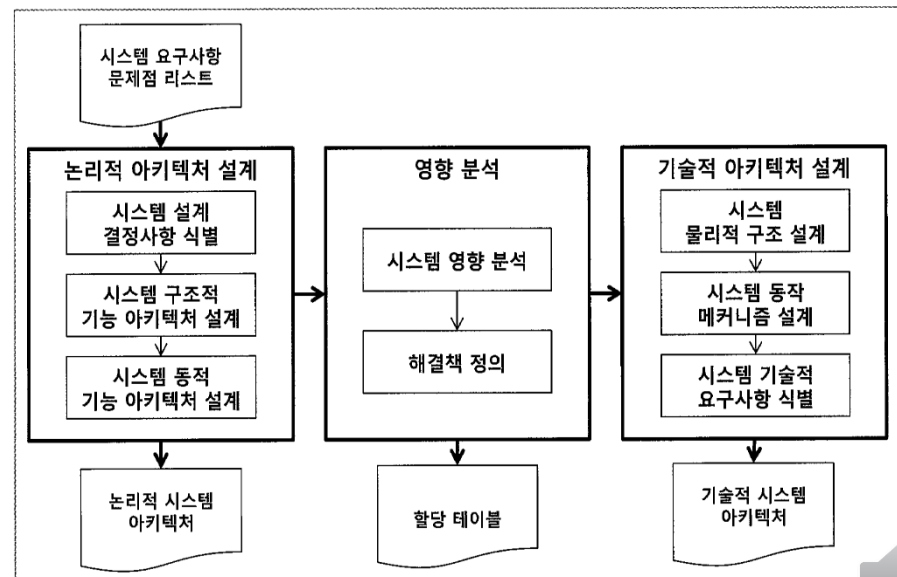 시스템 요구사항
문제점 리스트
논리적 아키텍처 설계
시스템 설계
결정사항 식별
시스템 구조적
기능 아키텍처 설계
시스템 동적
기능 아키텍처 설계
논리적 시스템
아키텍처
영향 분석
시스템 영향 분석
해결책 정의
할당 테이블
기술적 아키텍처 설계
시스템
물리적 구조 설계
시스템 동작
메커니즘 설계
시스템 기술적
요구사항 식별
기술적 시스템
아키텍처